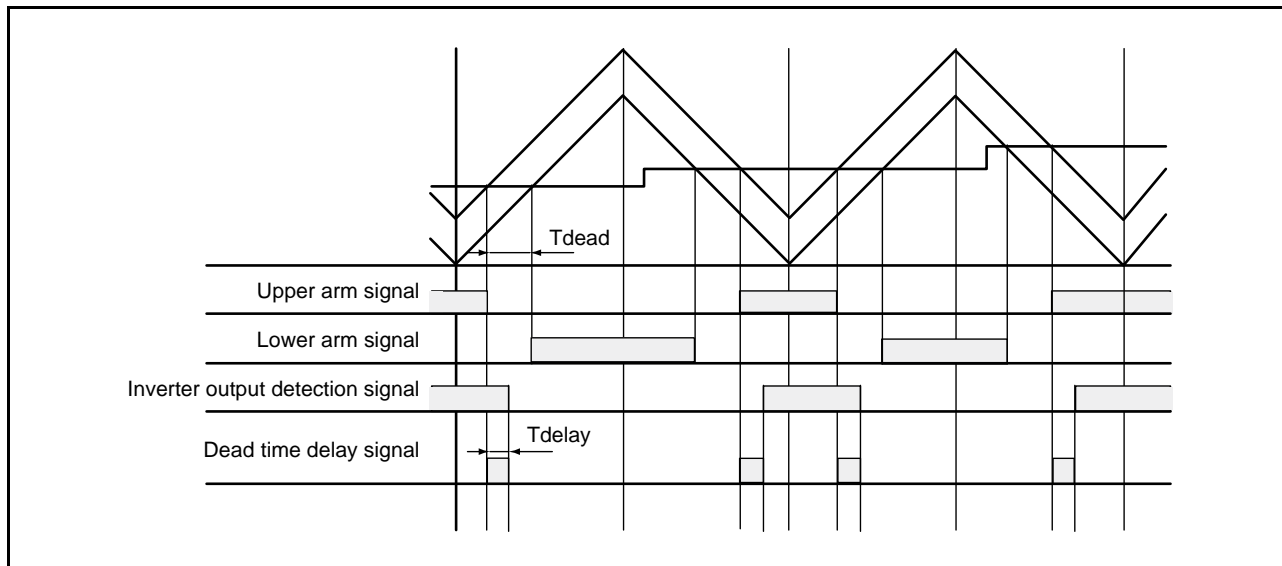 Tdead
Upper arm signal
Lower arm signal
Inverter output detection signal
Tdelay
Dead time delay signal